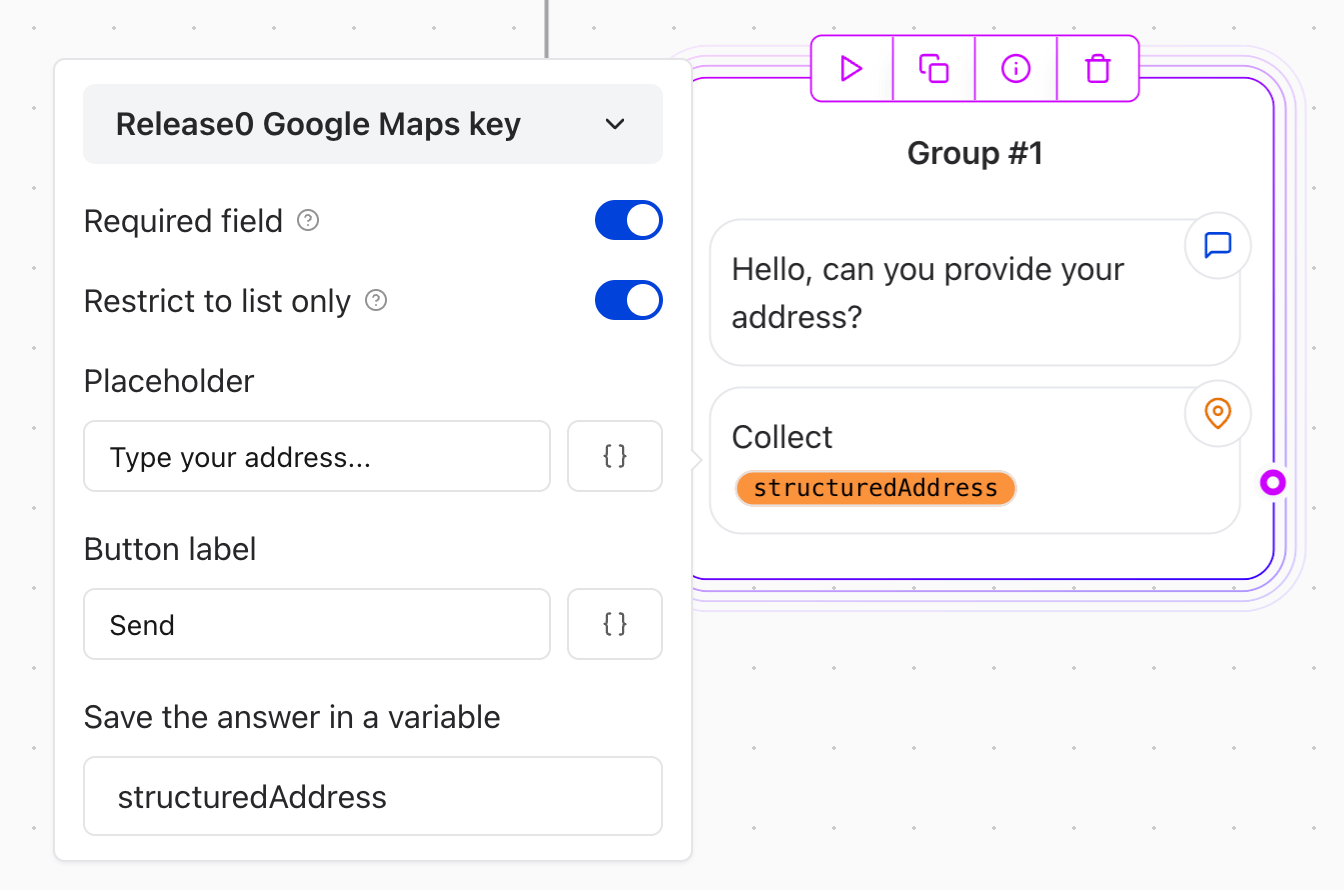 Release0 Google Maps key
Required field
Restrict to list only
Placeholder
Type your address...
{}
Button label
Send
{}
Save the answer in a variable
structuredAddress
Group #1
Hello, can you provide your
address?
Collect
structuredAddress